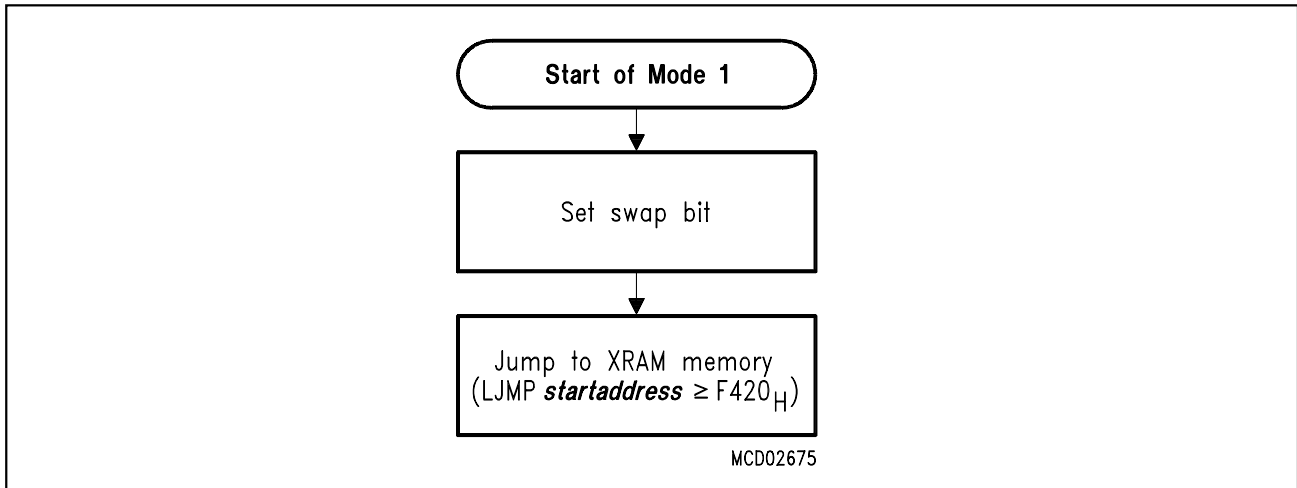 Start of Mode 1
Set swap bit
Jump to XRAM memory
(LJMP startaddress ≥ F420H)
MCD02675